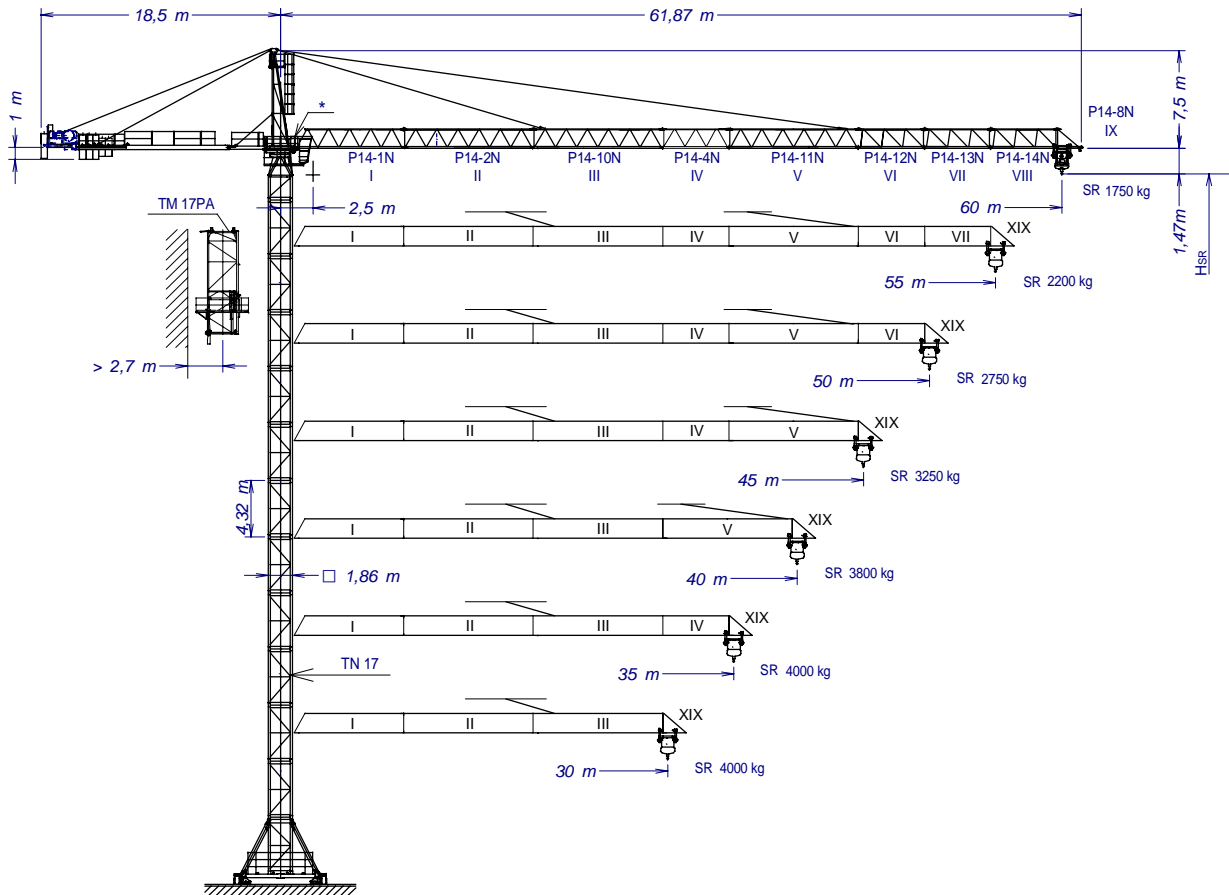 18,5 m
61,87 m
1 m
*
7,5 m
P14-8N
IX
P14-1N
I
P14-2N
II
P14-10N
III
P14-4N
IV
P14-11N
V
P14-12N
VI
P14-13N
VII
P14-14N
VIII
SR 1750 kg
2,5 m
60 m
1,47m
HSR
TM 17PA
I II III IV V VI VII XIX
55 m
SR 2200 kg
I II III IV V VI XIX
> 2,7 m
50 m
SR 2750 kg
I II III IV V XIX
45 m
SR 3250 kg
4,32 m
I II III V XIX
□ 1,86 m
40 m
SR 3800 kg
I II III IV XIX
TN 17
35 m
SR 4000 kg
I II III XIX
30 m
SR 4000 kg